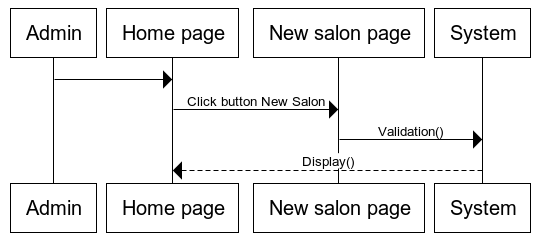 Admin Home page New salon page System
Click button New Salon
Validation()
Display()
Admin Home page New salon page System